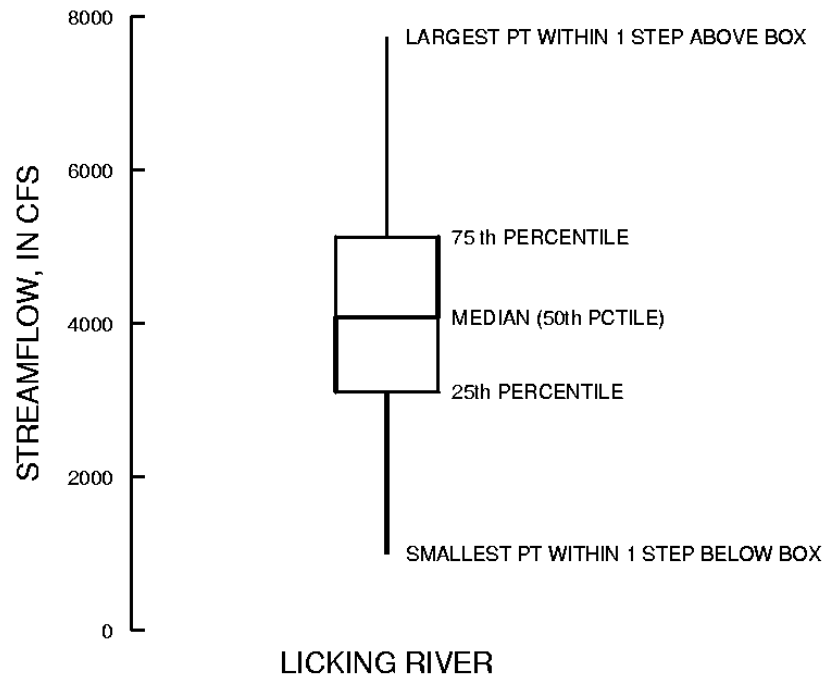 8000
LARGEST PT WITHIN 1 STEP ABOVE BOX
6000
75 th PERCENTILE
STREAMFLOW, IN CFS
4000
MEDIAN (50th PCTILE)
25th PERCENTILE
2000
SMALLEST PT WITHIN 1 STEP BELOW BOX
0
LICKING RIVER